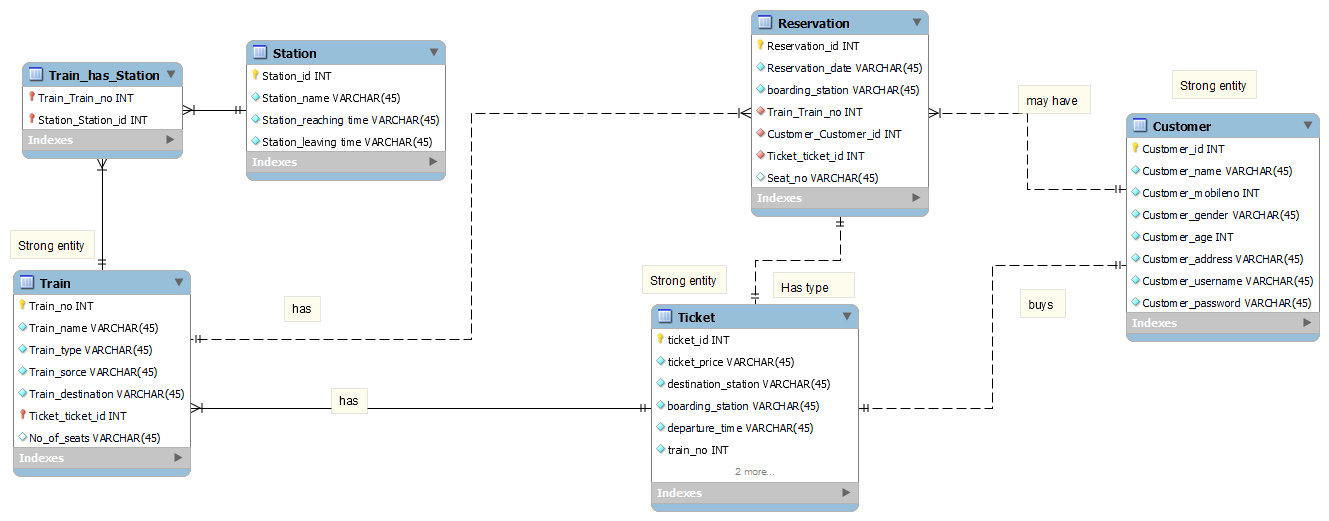 Train_has_Station
Train_Train_no INT
Station_Station_id INT
Indexes
Station
Station_id INT
Station_name VARCHAR(45)
Station_reaching time VARCHAR(45)
Station_leaving time VARCHAR(45)
Indexes
Reservation
Reservation_id INT
Reservation_date VARCHAR(45)
boarding_station VARCHAR(45)
Train_Train_no INT
Customer_Customer_id INT
Ticket_ticket_id INT
Seat_no VARCHAR(45)
Indexes
may have
Strong entity
Customer
Customer_id INT
Customer_name VARCHAR(45)
Customer_mobileno INT
Customer_gender VARCHAR(45)
Customer_age INT
Customer_address VARCHAR(45)
Customer_username VARCHAR(45)
Customer_password VARCHAR(45)
Indexes
Strong entity
Train
Train_no INT
Train_name VARCHAR(45)
Train_type VARCHAR(45)
Train_sorce VARCHAR(45)
Train_destination VARCHAR(45)
Ticket_ticket_id INT
No_of_seats VARCHAR(45)
Indexes
has
has
Strong entity
Has type
Ticket
ticket_id INT
ticket_price VARCHAR(45)
destination_station VARCHAR(45)
boarding_station VARCHAR(45)
departure_time VARCHAR(45)
train_no INT
2 more...
Indexes
buys